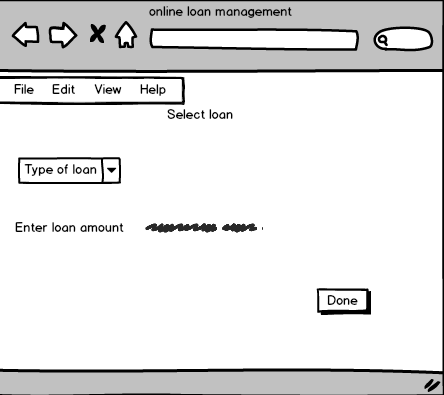 online loan management
File Edit View Help
Select loan
Type of loan
Enter loan amount
Done